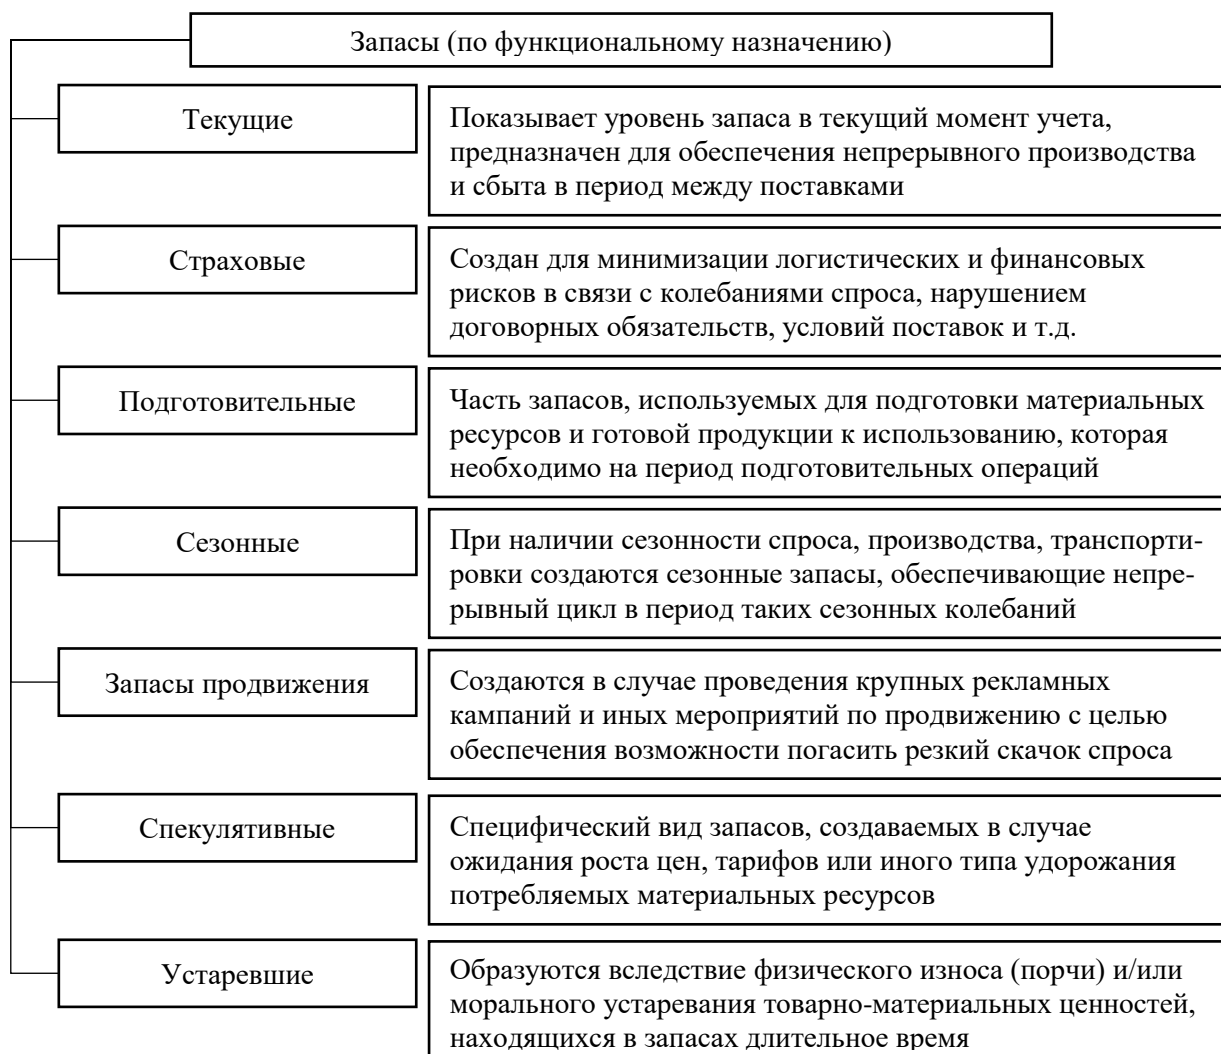 Запасы (по функциональному назначению)
Текущие
Показывает уровень запаса в текущий момент учета,
предназначен для обеспечения непрерывного производства
и сбыта в период между поставками
Страховые
Создан для минимизации логистических и финансовых
рисков в связи с колебаниями спроса, нарушением
договорных обязательств, условий поставок и т.д.
Подготовительные
Часть запасов, используемых для подготовки материальных
ресурсов и готовой продукции к использованию, которая
необходимо на период подготовительных операций
Сезонные
При наличии сезонности спроса, производства, транспорти-
ровки создаются сезонные запасы, обеспечивающие непре-
рывный цикл в период таких сезонных колебаний
Запасы продвижения
Создаются в случае проведения крупных рекламных
кампаний и иных мероприятий по продвижению с целью
обеспечения возможности погасить резкий скачок спроса
Спекулятивные
Специфический вид запасов, создаваемых в случае
ожидания роста цен, тарифов или иного типа удорожания
потребляемых материальных ресурсов
Устаревшие
Образуются вследствие физического износа (порчи) и/или
морального устаревания товарно-материальных ценностей,
находящихся в запасах длительное время